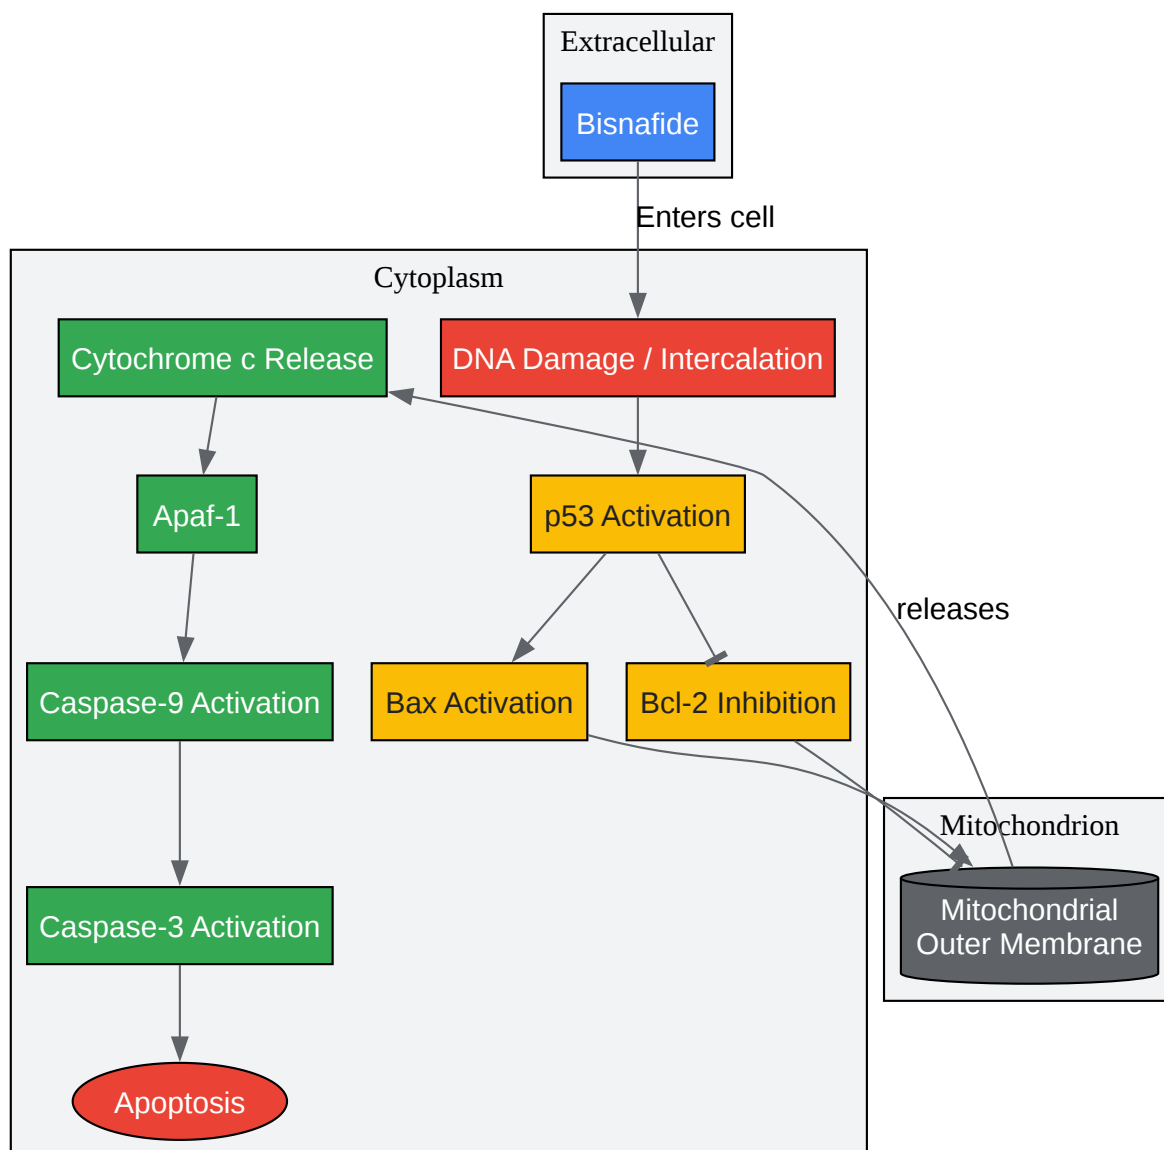 Extracellular
Bisnafide
Enters cell
Cytoplasm
Cytochrome c Release
DNA Damage / Intercalation
Apaf-1
p53 Activation
releases
Caspase-9 Activation
Bax Activation
Bcl-2 Inhibition
Mitochondrion
Mitochondrial
Outer Membrane
Caspase-3 Activation
Apoptosis